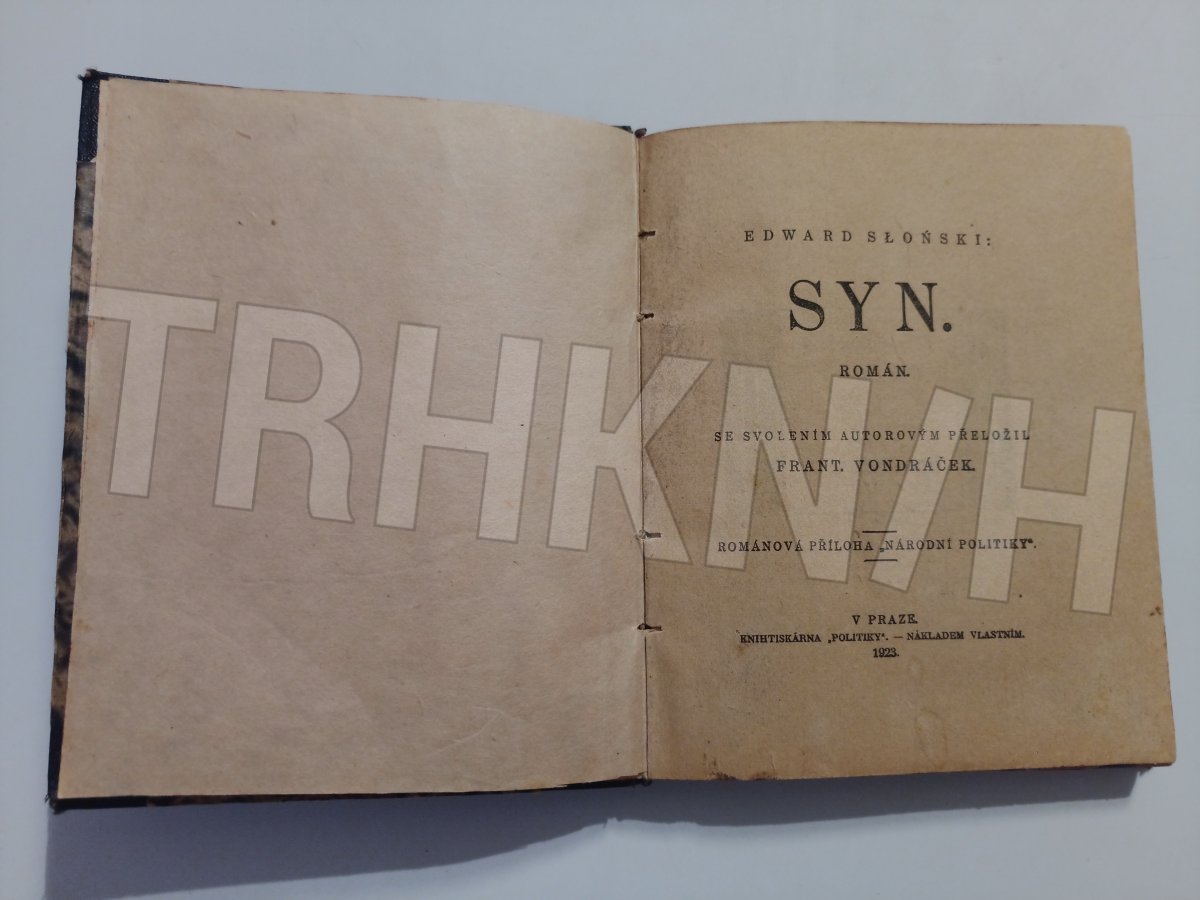 EDWARD SŁOŃSKI:
SYN.
ROMÁN.
SE SVOLENÍM AUTOROVÝM PŘELOŽIL
FRANT. VONDRÁČEK.
ROMÁNOVÁ PŘÍLOHA „NÁRODNÍ POLITIKY“.
V PRAZE.
KNIHTISKÁRNA „POLITIKY“. — NÁKLADEM VLASTNÍM.
1923.
TRHKNIH